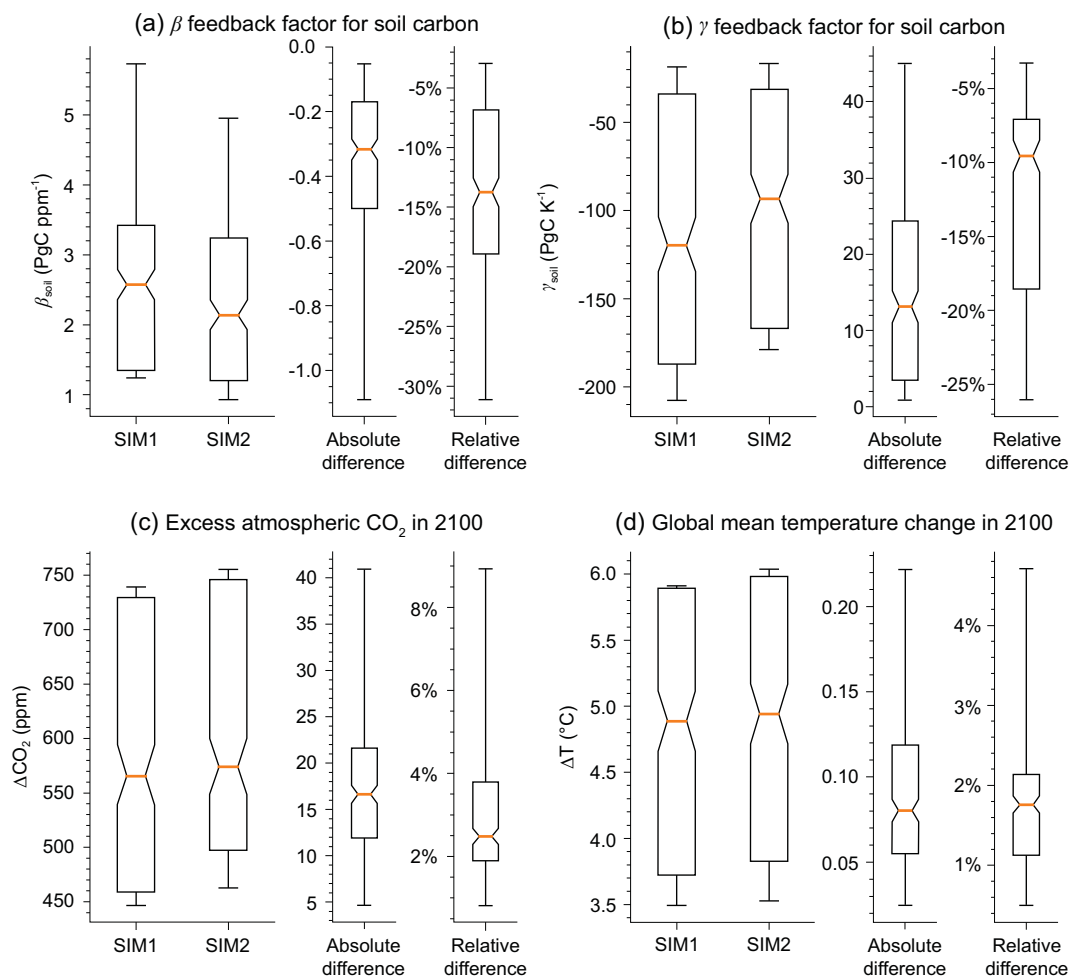 (a) β feedback factor for soil carbon
βsoil (PgC ppm⁻¹)
5
4
3
2
1
SIM1
SIM2
0.0
-0.2
-0.4
-0.6
-0.8
-1.0
Absolute
difference
-5%
-10%
-15%
-20%
-25%
-30%
Relative
difference
(b) γ feedback factor for soil carbon
γsoil (PgC K⁻¹)
-50
-100
-150
-200
SIM1
SIM2
40
30
20
10
0
Absolute
difference
-5%
-10%
-15%
-20%
-25%
Relative
difference
(c) Excess atmospheric CO₂ in 2100
ΔCO₂ (ppm)
750
700
650
600
550
500
450
SIM1
SIM2
40
35
30
25
20
15
10
5
Absolute
difference
8%
6%
4%
2%
Relative
difference
(d) Global mean temperature change in 2100
ΔT (°C)
6.0
5.5
5.0
4.5
4.0
3.5
SIM1
SIM2
0.20
0.15
0.10
0.05
Absolute
difference
4%
3%
2%
1%
Relative
difference